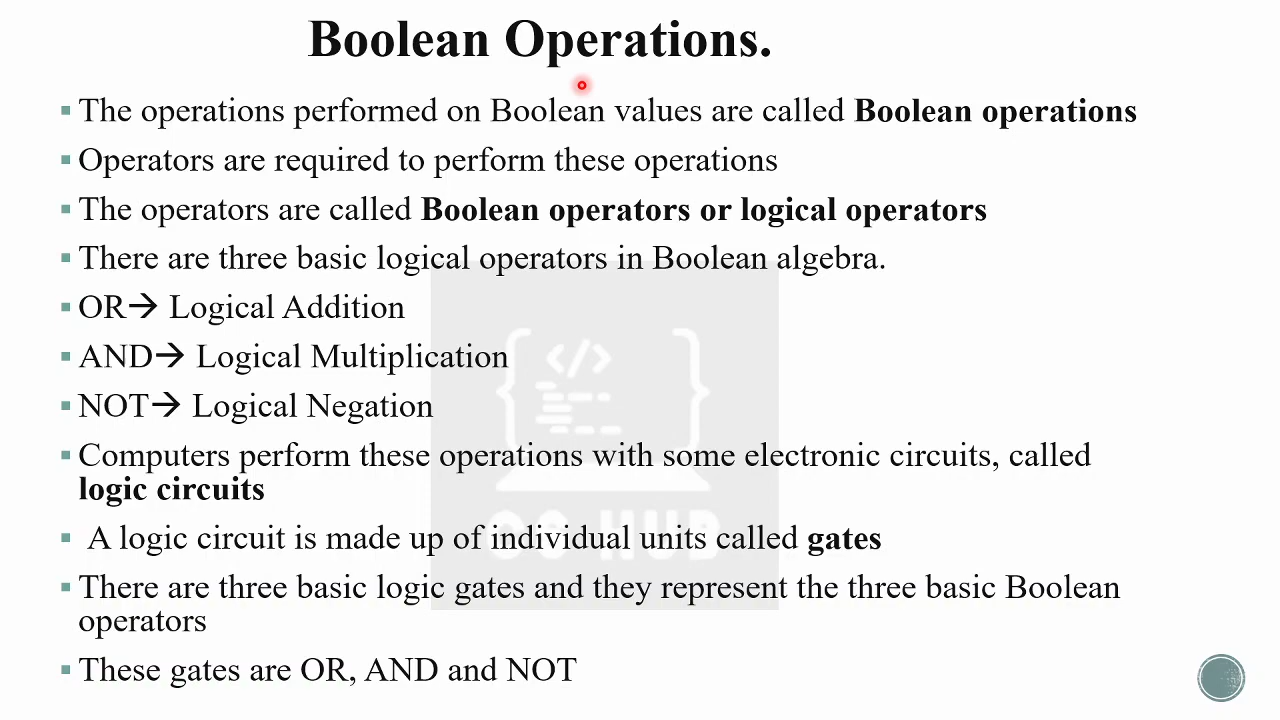 Boolean Operations.
▪ The operations performed on Boolean values are called Boolean operations
▪ Operators are required to perform these operations
▪ The operators are called Boolean operators or logical operators
▪ There are three basic logical operators in Boolean algebra.
▪ OR→ Logical Addition
▪ AND→ Logical Multiplication
▪ NOT→ Logical Negation
▪ Computers perform these operations with some electronic circuits, called
logic circuits
▪ A logic circuit is made up of individual units called gates
▪ There are three basic logic gates and they represent the three basic Boolean
operators
▪ These gates are OR, AND and NOT